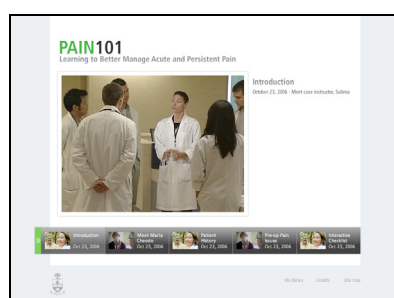 PAIN101
Learning to Better Manage Acute and Persistent Pain
Introduction
October 23, 2006 - Meet case instructor, Salima
Introduction
Oct 23, 2006
Meet Maria
Oct 23, 2006
Patient
History
Oct 23, 2006
Pre-op Pain
Issues
Oct 23, 2006
Interactive
Checklist
Oct 23, 2006
My library
Credits
Site map